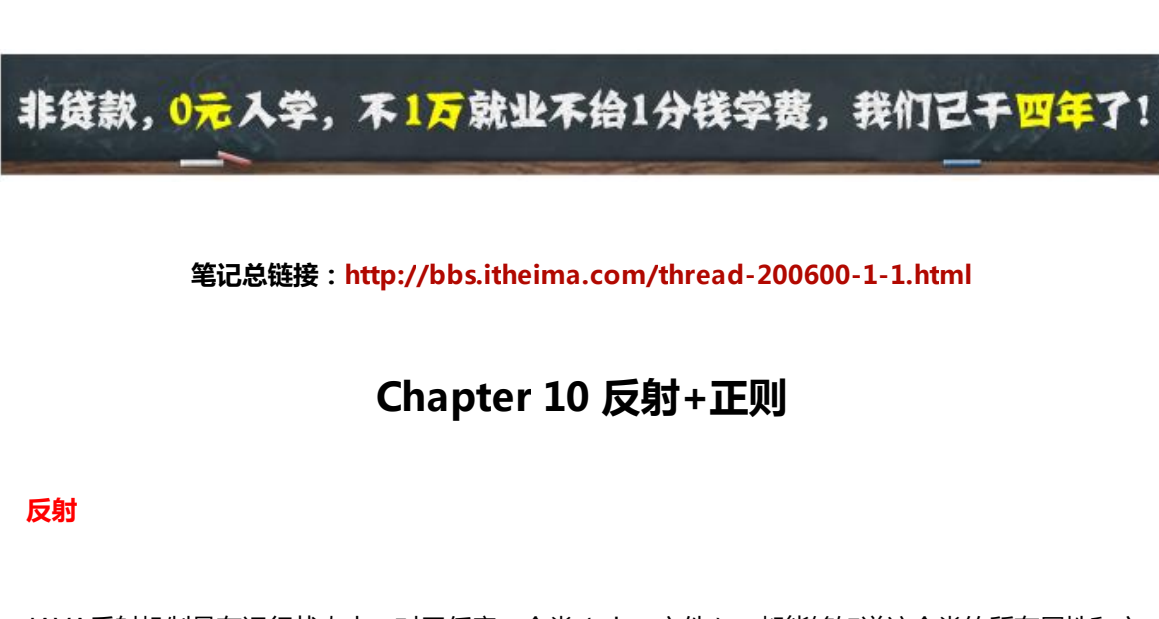 非贷款，0元入学，不1万就业不给1分钱学费，我们已干四年了！
笔记总链接：http://bbs.itheima.com/thread-200600-1-1.html
Chapter 10 反射+正则
反射